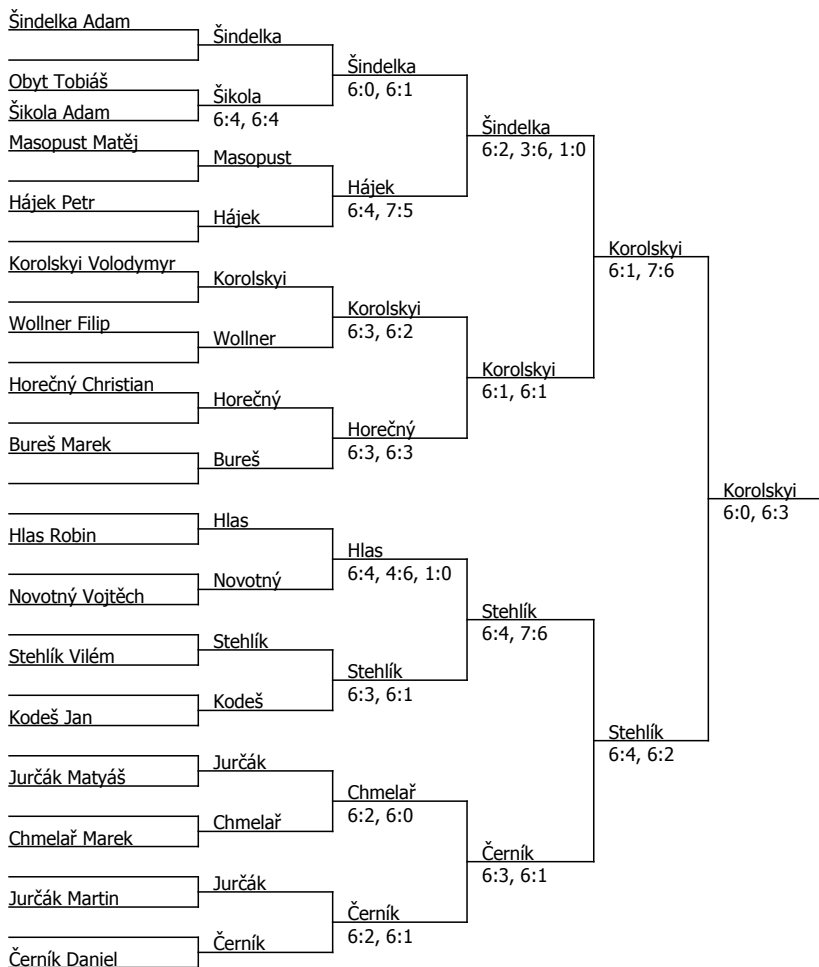 Šindelka Adam
Obyt Tobiáš
Šikola Adam
Masopust Matěj
Hájek Petr
Korolskyi Volodymyr
Wollner Filip
Horečný Christian
Bureš Marek
Hlas Robin
Novotný Vojtěch
Stehlík Vilém
Kodeš Jan
Jurčák Matyáš
Chmelař Marek
Jurčák Martin
Černík Daniel
Šindelka
Šikola
6:4, 6:4
Masopust
Hájek
Korolskyi
Wollner
Horečný
Bureš
Hlas
Novotný
Stehlík
Kodeš
Jurčák
Chmelař
Jurčák
Černík
Šindelka
6:0, 6:1
Hájek
6:4, 7:5
Korolskyi
6:3, 6:2
Horečný
6:3, 6:3
Hlas
6:4, 4:6, 1:0
Stehlík
6:3, 6:1
Chmelař
6:2, 6:0
Černík
6:2, 6:1
Šindelka
6:2, 3:6, 1:0
Korolskyi
6:1, 6:1
Stehlík
6:4, 7:6
Černík
6:3, 6:1
Korolskyi
6:1, 7:6
Stehlík
6:4, 6:2
Korolskyi
6:0, 6:3